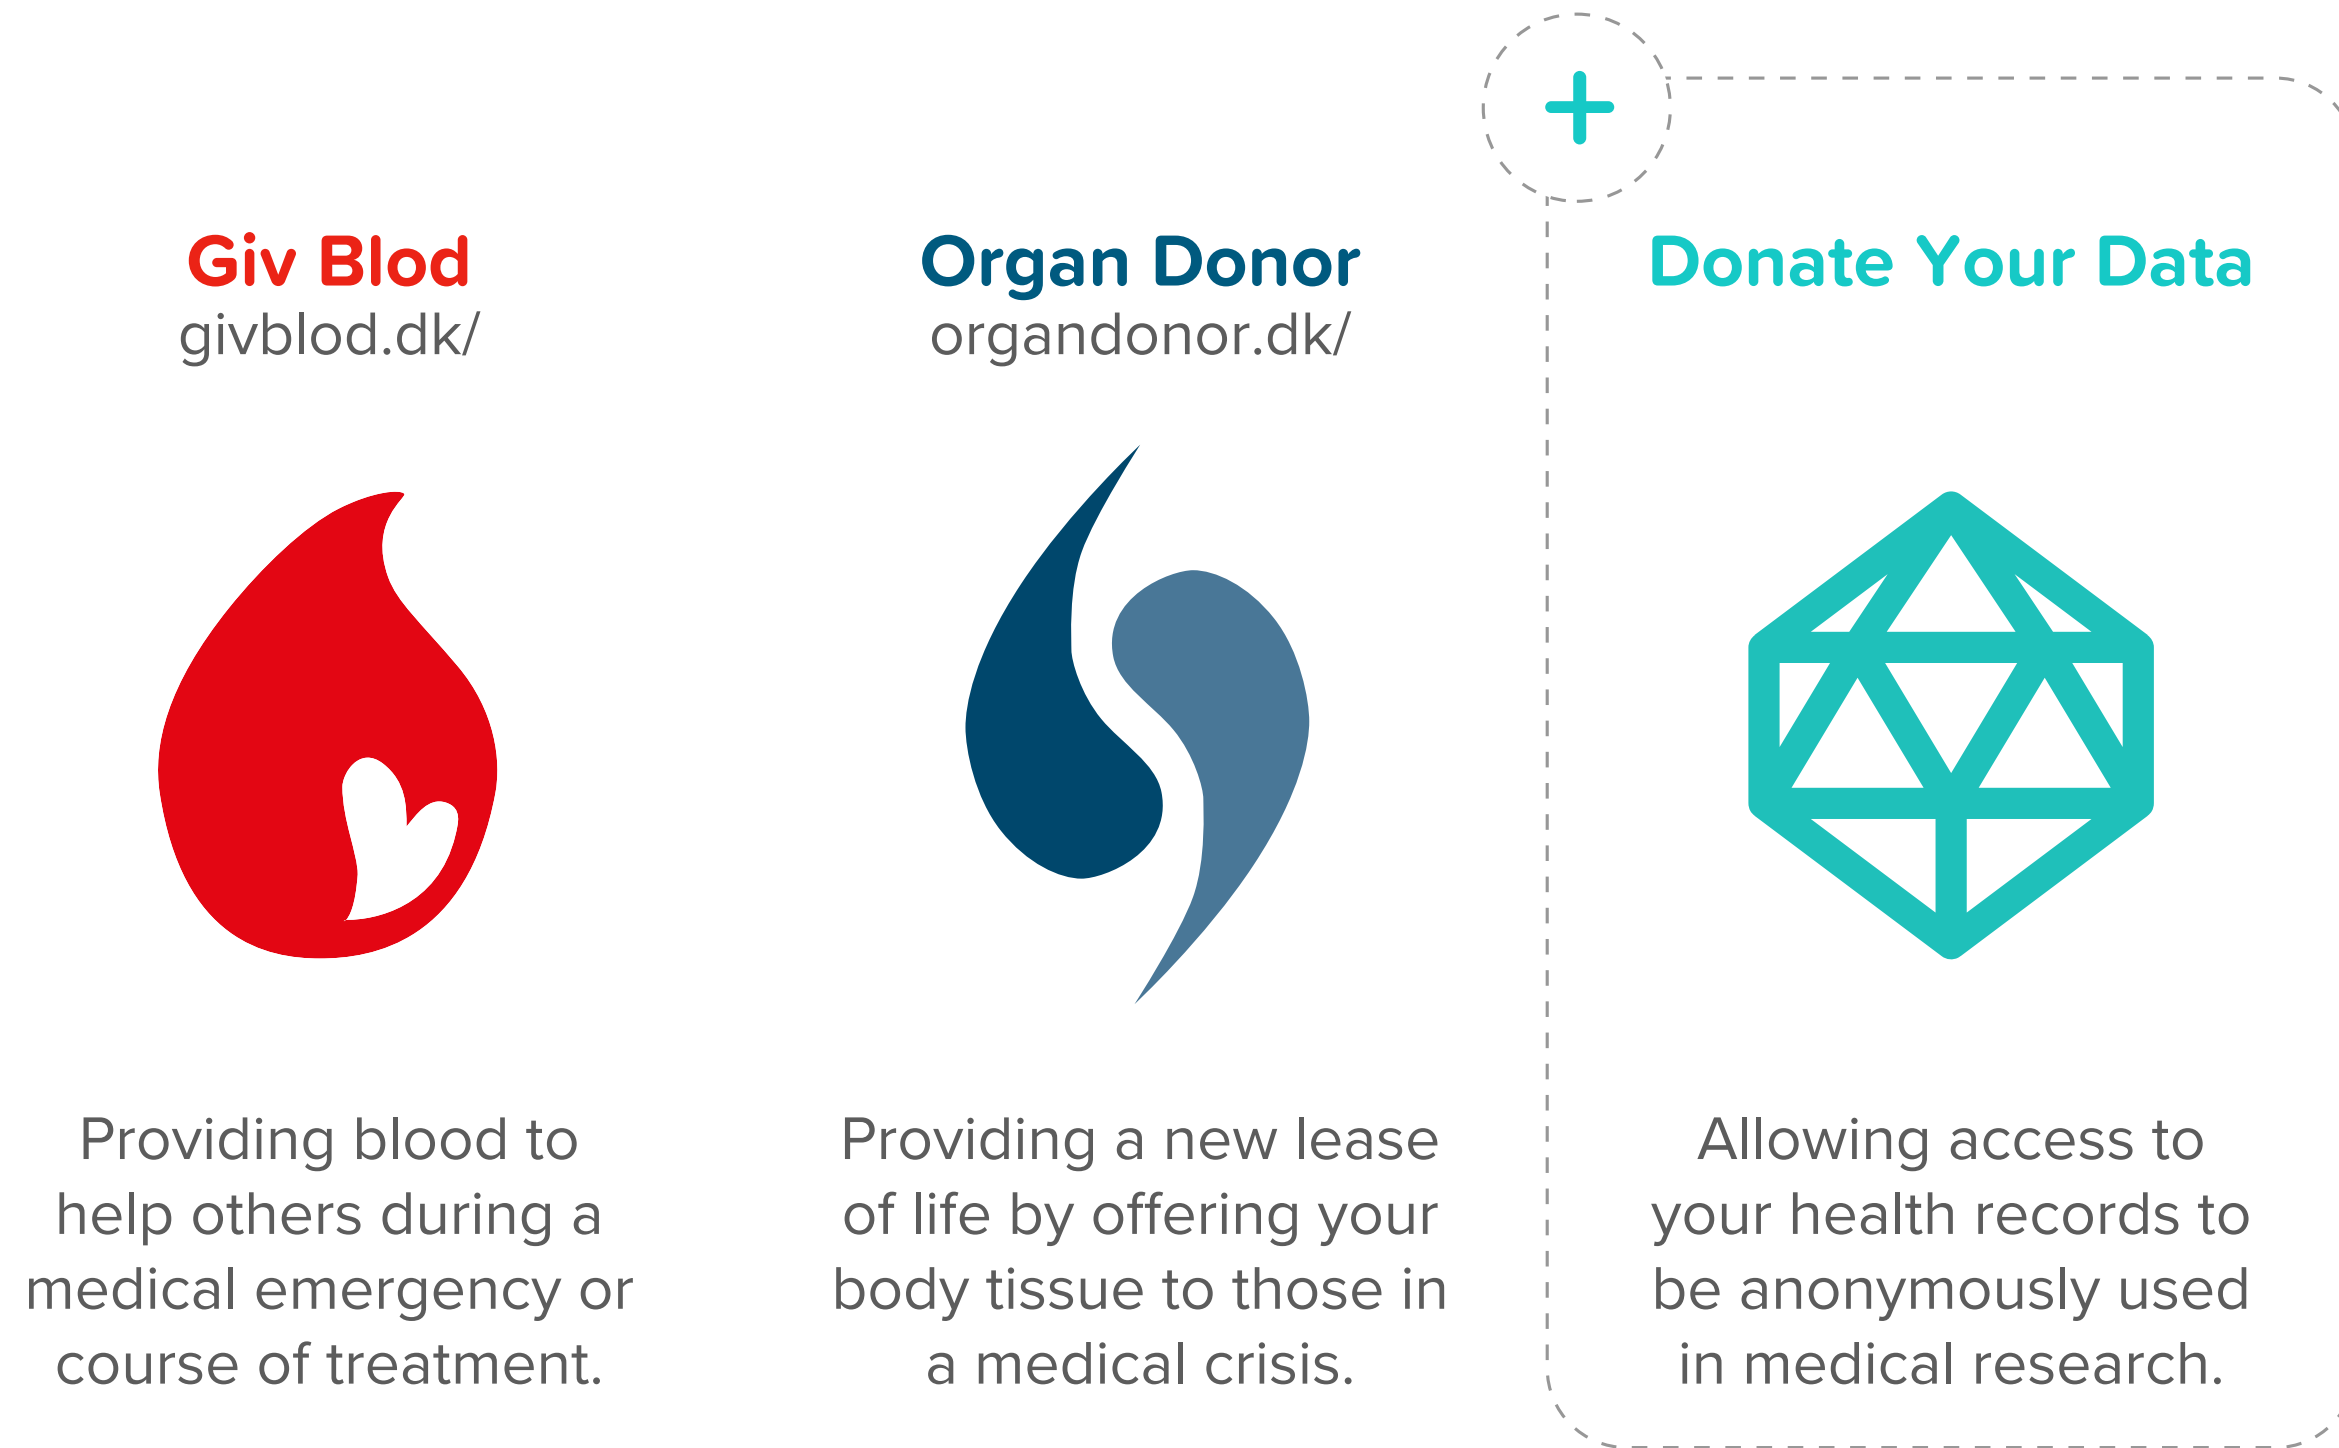 Giv Blod
givblod.dk/
Providing blood to
help others during a
medical emergency or
course of treatment.
Organ Donor
organdonor.dk/
Providing a new lease
of life by offering your
body tissue to those in
a medical crisis.
+
Donate Your Data
Allowing access to
your health records to
be anonymously used
in medical research.